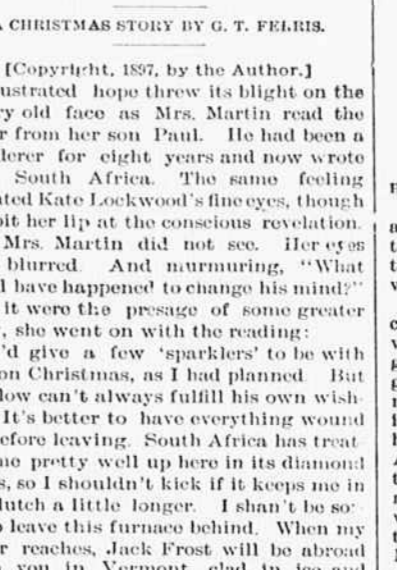 A CHRISTMAS STORY BY G. T. FERRIS.
[Copyright, 1897, by the Author.]
ustrated hope threw its blight on the
ry old face as Mrs. Martin read the
r from her son Paul. He had been a
derer for eight years and now wrote
South Africa. The same feeling
ated Kate Lockwood's fine eyes, though
bit her lip at the conscious revelation.
Mrs. Martin did not see. Her eyes
blurred. And murmuring, "What
l have happened to change his mind?"
it were the presage of some greater
, she went on with the reading:
'd give a few 'sparklers' to be with
on Christmas, as I had planned. But
low can't always fulfill his own wish
It's better to have everything wound
efore leaving. South Africa has treat
me pretty well up here in its diamond
s, so I shouldn't kick if it keeps me in
lutch a little longer. I shan't be so
o leave this furnace behind. When my
r reaches, Jack Frost will be abroad
you in Vermont, clad in ice and